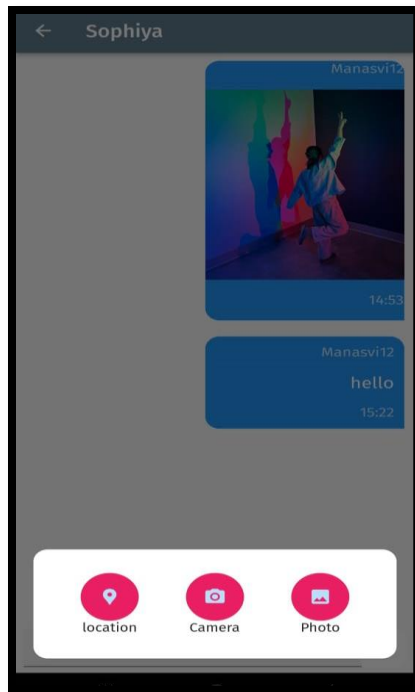 Sophiya
Manasvi12
14:53
Manasvi12
hello
15:22
location Camera Photo